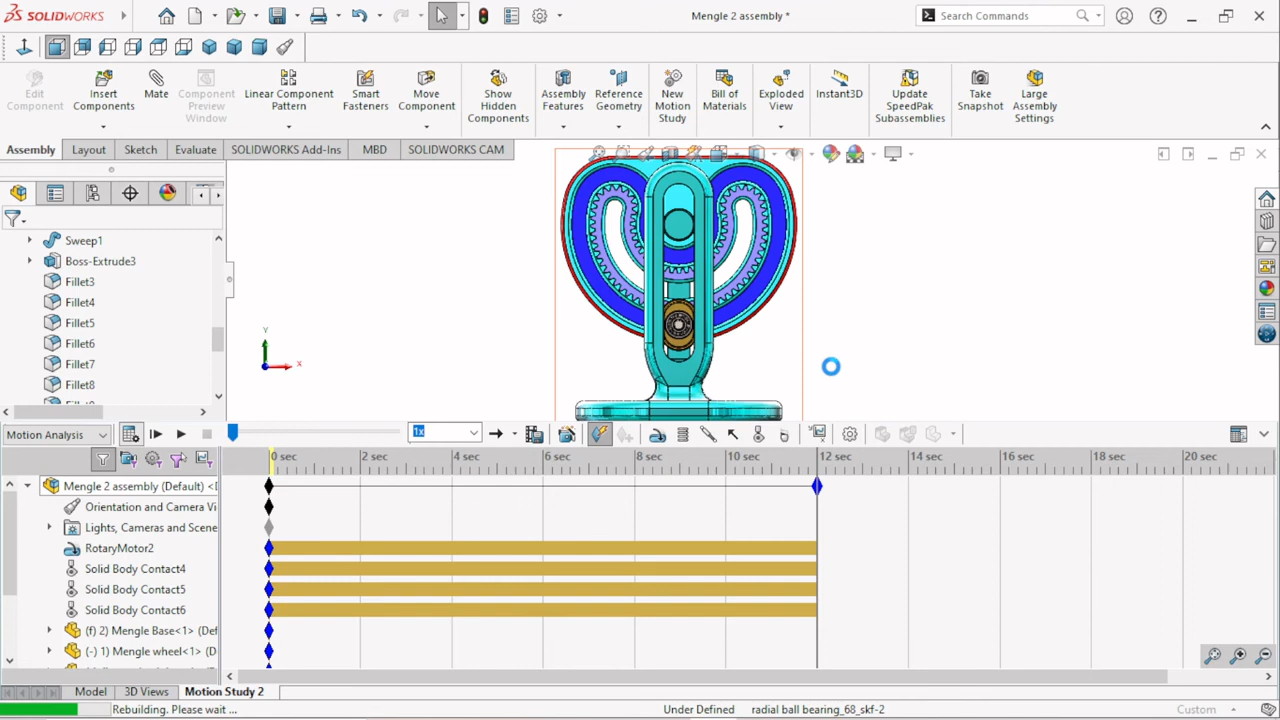 SOLIDWORKS
Mengle 2 assembly *
Search Commands
Edit Component
Insert Components
Mate
Component Preview Window
Linear Component Pattern
Smart Fasteners
Move Component
Show Hidden Components
Assembly Features
Reference Geometry
New Motion Study
Bill of Materials
Exploded View
Instant3D
Update SpeedPak Subassemblies
Take Snapshot
Large Assembly Settings
Assembly
Layout
Sketch
Evaluate
SOLIDWORKS Add-Ins
MBD
SOLIDWORKS CAM
Sweep1
Boss-Extrude3
Fillet3
Fillet4
Fillet5
Fillet6
Fillet7
Fillet8
Y
X
Motion Analysis
1x
0 sec 2 sec 4 sec 6 sec 8 sec 10 sec 12 sec 14 sec 16 sec 18 sec 20 sec
Mengle 2 assembly (Default) <D
Orientation and Camera Vi
Lights, Cameras and Scene
RotaryMotor2
Solid Body Contact4
Solid Body Contact5
Solid Body Contact6
(f) 2) Mengle Base<1> (Def
(-) 1) Mengle wheel<1> (D
Model
3D Views
Motion Study 2
Rebuilding. Please wait ...
Under Defined
radial ball bearing_68_skf-2
Custom